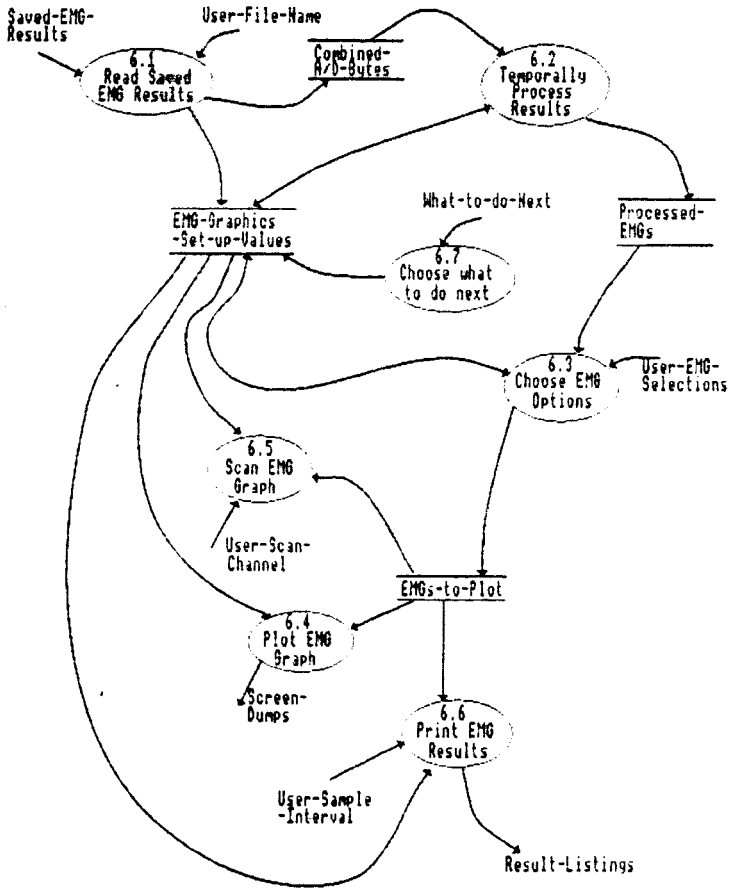 Saved-EMG-
Results
User-File-Name
6.1
Read Saved
EMG Results
Combined-
A/D-Bytes
6.2
Temporally
Process
Results
EMG-Graphics
-Set-up-Values
What-to-do-Next
6.7
Choose what
to do next
Processed-
EMGs
6.3
Choose EMG
Options
User-EMG-
Selections
6.5
Scan EMG
Graph
User-Scan-
Channel
EMGs-to-Plot
6.4
Plot EMG
Graph
Screen-
Dumps
6.6
Print EMG
Results
User-Sample
-Interval
Result-Listings